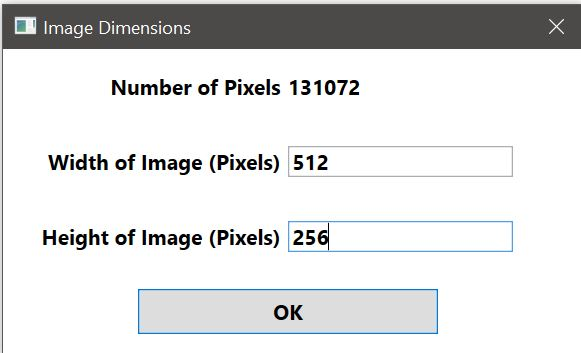 Image Dimensions
Number of Pixels 131072
Width of Image (Pixels) 512
Height of Image (Pixels) 256
OK